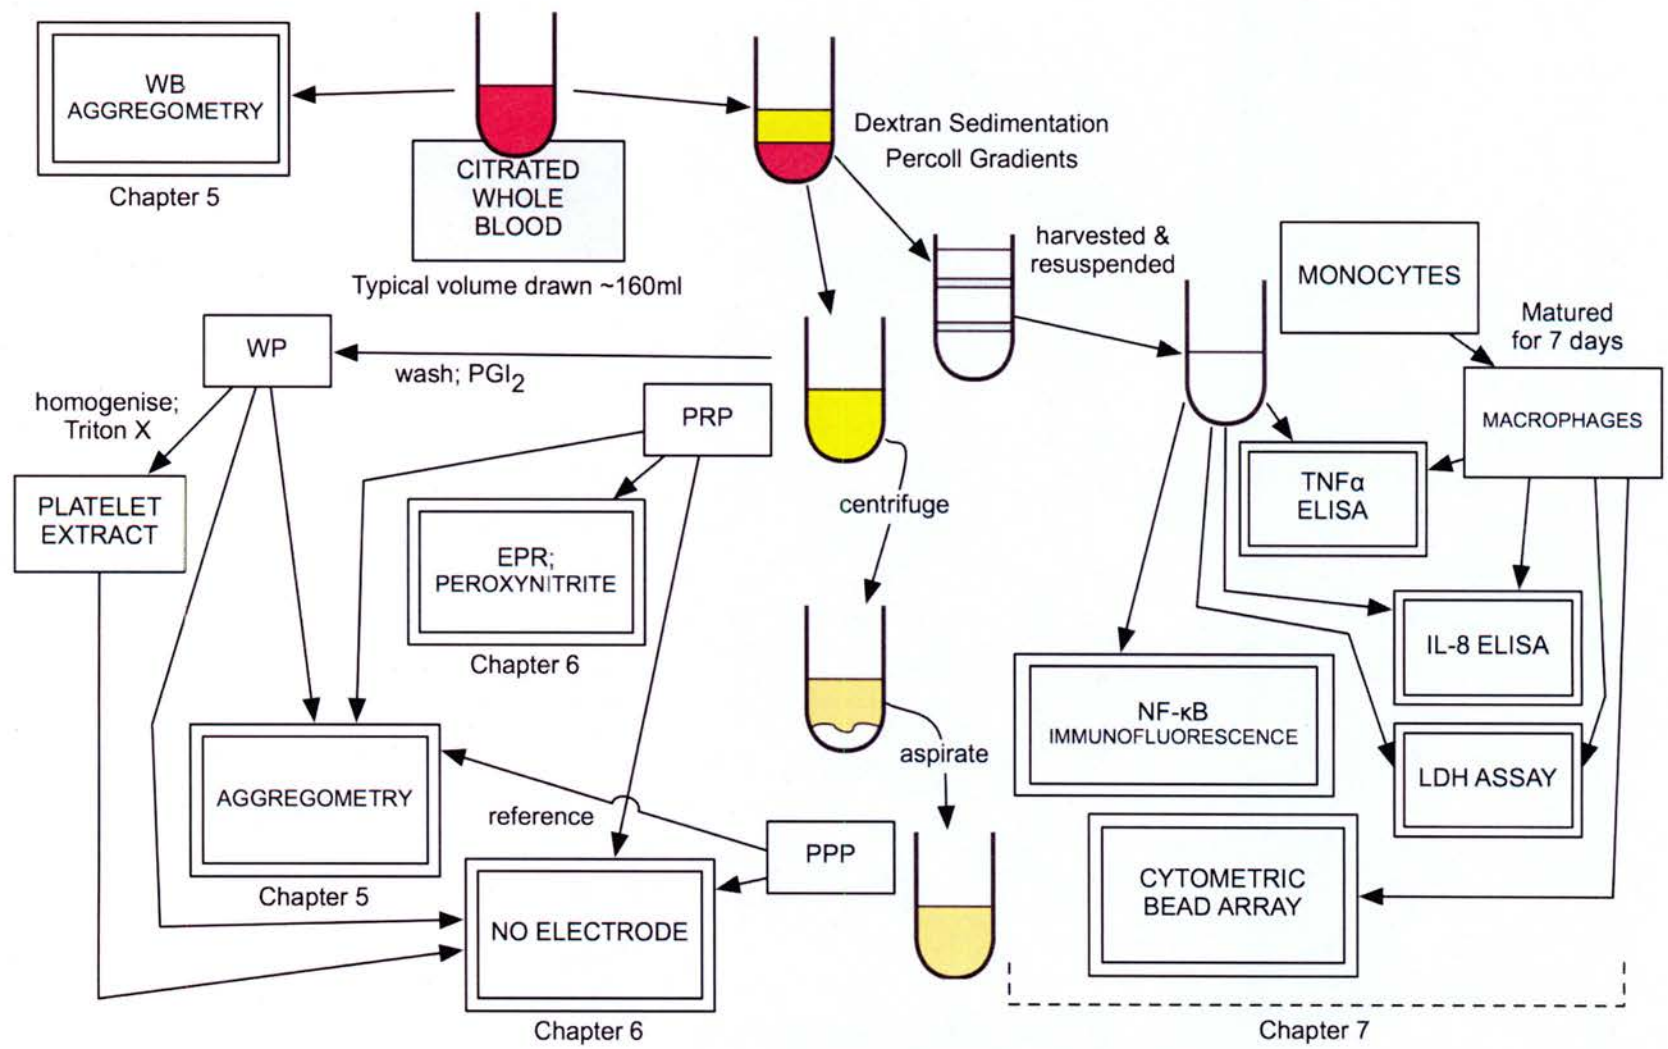 WB
AGGREGOMETRY
Chapter 5
CITRATED
WHOLE
BLOOD
Typical volume drawn ~160ml
Dextran Sedimentation
Percoll Gradients
harvested &
resuspended
MONOCYTES
Matured
for 7 days
MACROPHAGES
WP
wash; PGI2
homogenise;
Triton X
PLATELET
EXTRACT
PRP
EPR;
PEROXYNITRITE
Chapter 6
centrifuge
TNFα
ELISA
IL-8 ELISA
NF-κB
IMMUNOFLUORESCENCE
LDH ASSAY
aspirate
AGGREGOMETRY
Chapter 5
reference
PPP
NO ELECTRODE
Chapter 6
CYTOMETRIC
BEAD ARRAY
Chapter 7